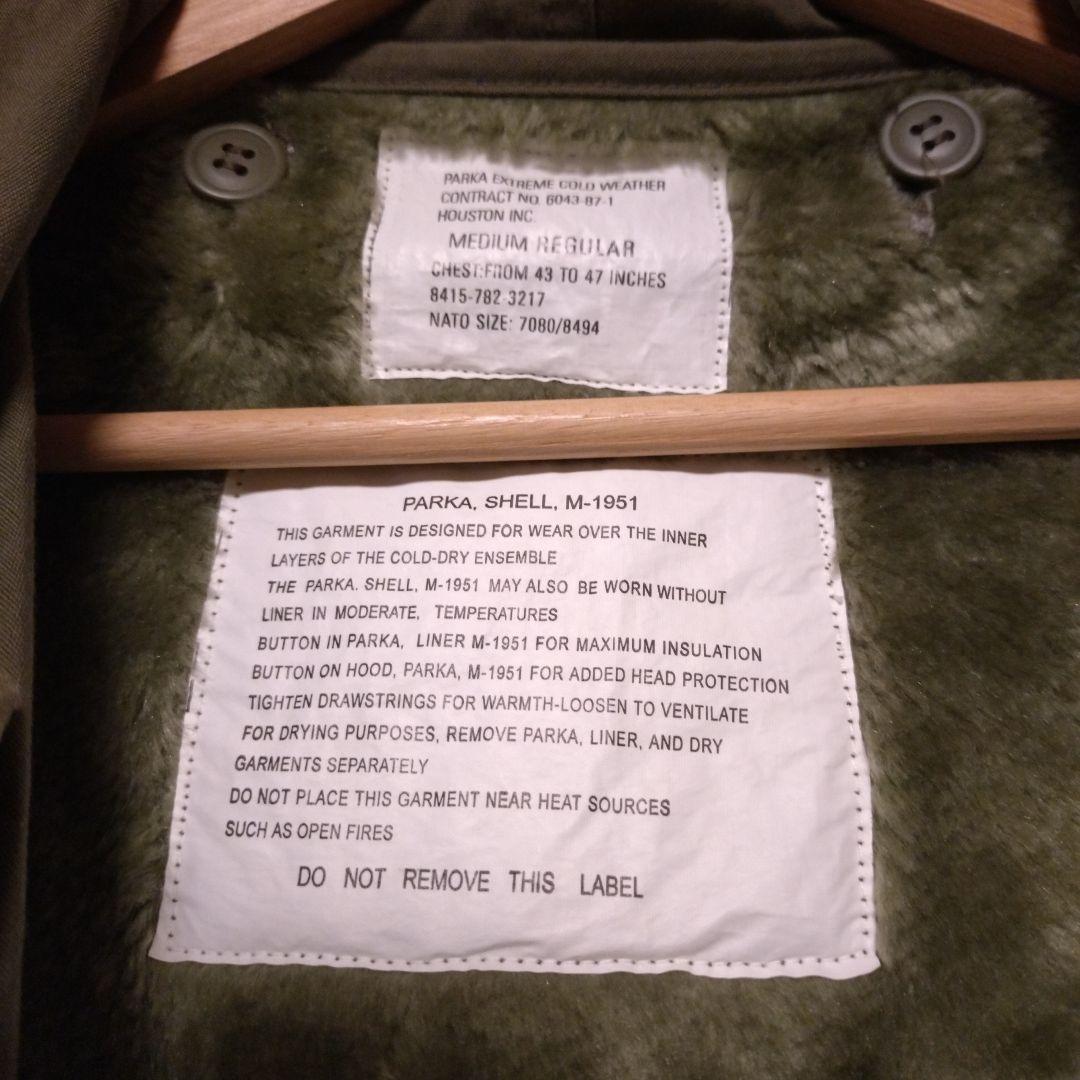 PARKA EXTREME COLD WEATHER
CONTRACT NO. 6043-87-1
HOUSTON INC.
MEDIUM REGULAR
CHEST:FROM 43 TO 47 INCHES
8415-782-3217
NATO SIZE: 7080/8494
PARKA, SHELL, M-1951
THIS GARMENT IS DESIGNED FOR WEAR OVER THE INNER
LAYERS OF THE COLD-DRY ENSEMBLE
THE PARKA. SHELL, M-1951 MAY ALSO BE WORN WITHOUT
LINER IN MODERATE, TEMPERATURES
BUTTON IN PARKA, LINER M-1951 FOR MAXIMUM INSULATION
BUTTON ON HOOD, PARKA, M-1951 FOR ADDED HEAD PROTECTION
TIGHTEN DRAWSTRINGS FOR WARMTH-LOOSEN TO VENTILATE
FOR DRYING PURPOSES, REMOVE PARKA, LINER, AND DRY
GARMENTS SEPARATELY
DO NOT PLACE THIS GARMENT NEAR HEAT SOURCES
SUCH AS OPEN FIRES
DO NOT REMOVE THIS LABEL